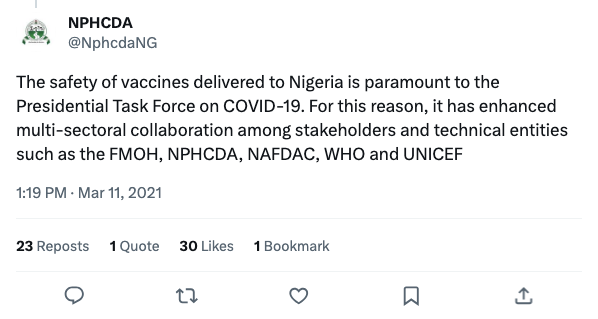 NPHCDA
@NphcdaNG
The safety of vaccines delivered to Nigeria is paramount to the
Presidential Task Force on COVID-19. For this reason, it has enhanced
multi-sectoral collaboration among stakeholders and technical entities
such as the FMOH, NPHCDA, NAFDAC, WHO and UNICEF
1:19 PM · Mar 11, 2021
23 Reposts 1 Quote 30 Likes 1 Bookmark